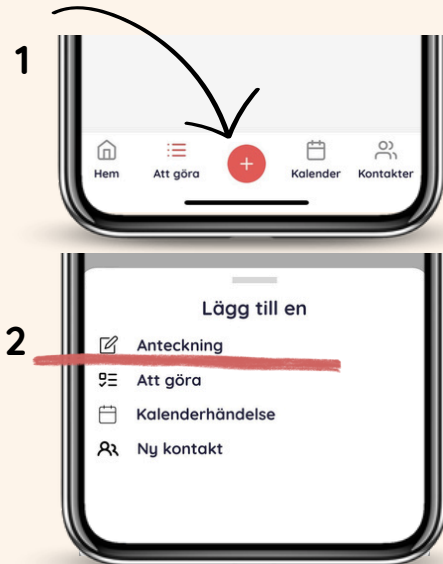 1
Hem Att göra + Kalender Kontakter
2
Lägg till en
Anteckning
Att göra
Kalenderhändelse
Ny kontakt